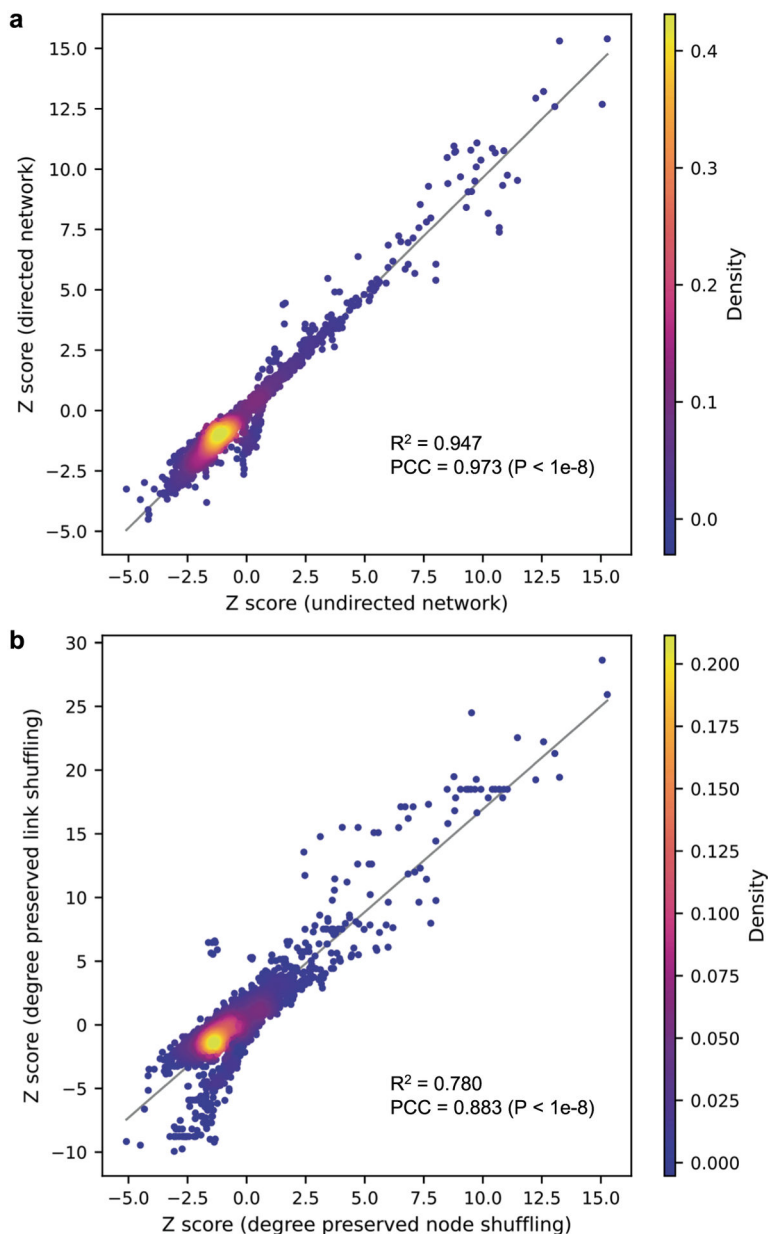 a
15.0
12.5
10.0
7.5
5.0
2.5
0.0
−2.5
−5.0
Z score (directed network)
R² = 0.947
PCC = 0.973 (P < 1e-8)
−5.0 −2.5 0.0 2.5 5.0 7.5 10.0 12.5 15.0
Z score (undirected network)
0.4
0.3
0.2
0.1
0.0
Density
b
30
25
20
15
10
5
0
−5
−10
Z score (degree preserved link shuffling)
R² = 0.780
PCC = 0.883 (P < 1e-8)
−5.0 −2.5 0.0 2.5 5.0 7.5 10.0 12.5 15.0
Z score (degree preserved node shuffling)
0.200
0.175
0.150
0.125
0.100
0.075
0.050
0.025
0.000
Density